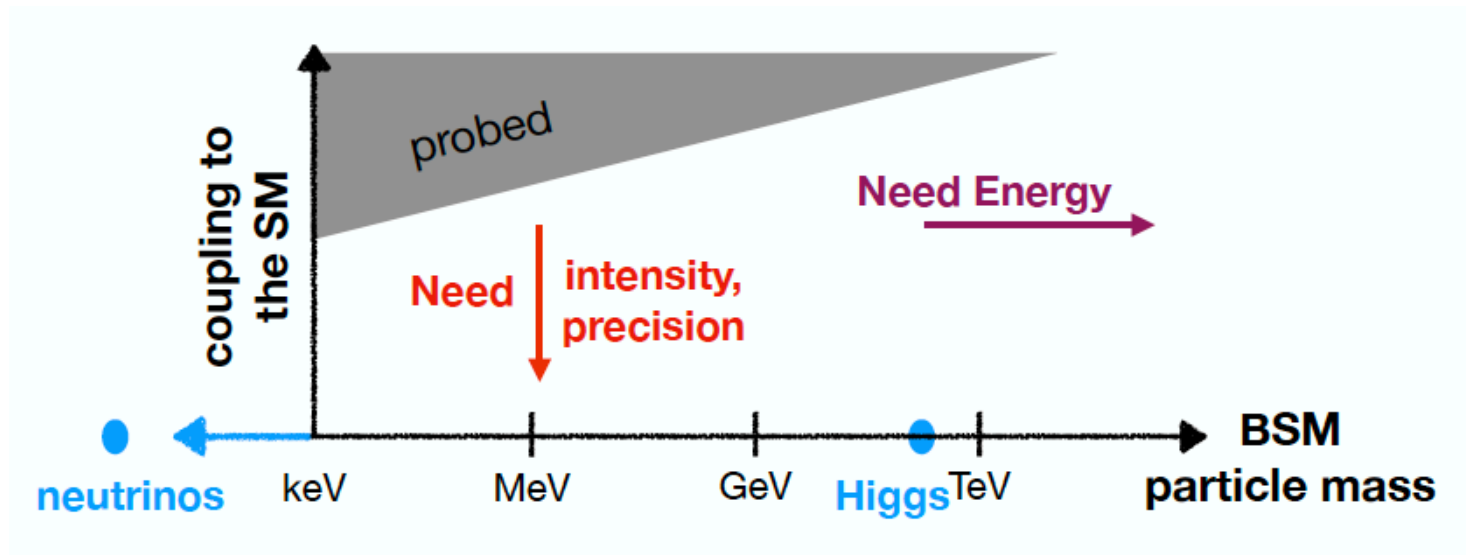 probed
coupling to
the SM
Need Energy
Need
intensity,
precision
BSM
particle mass
neutrinos
keV
MeV
GeV
Higgs
TeV